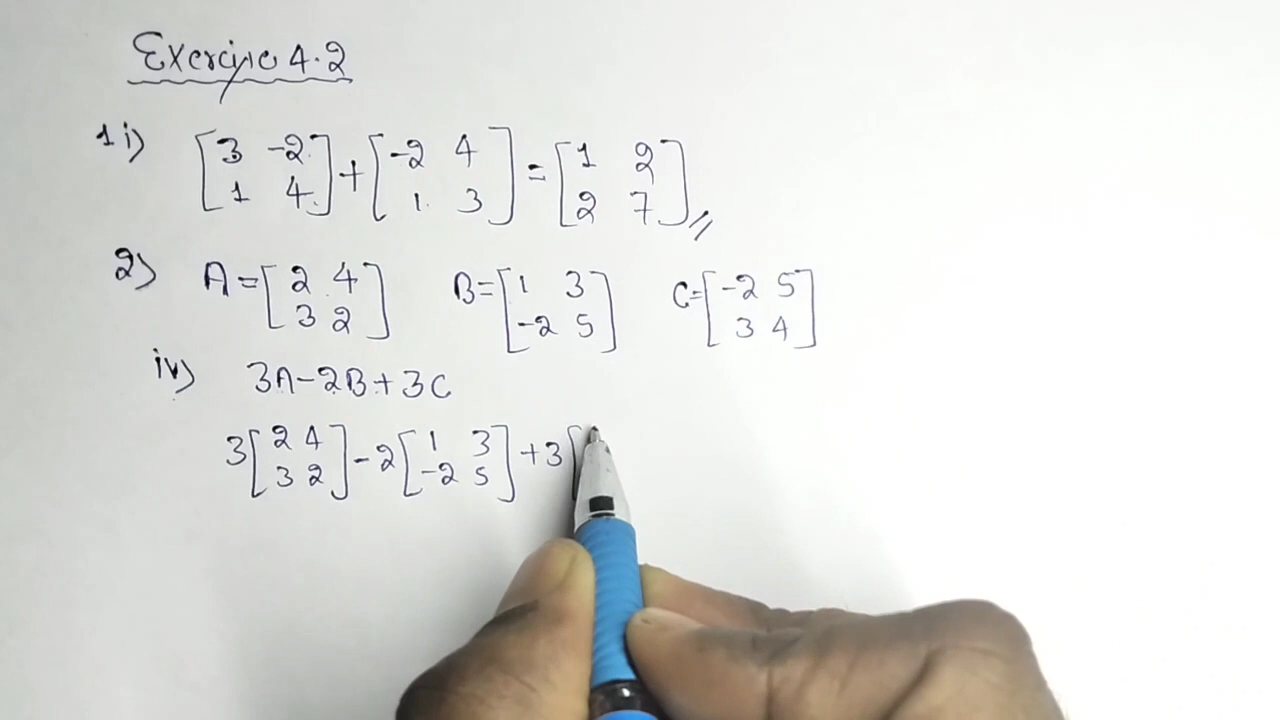 Exercise 4.2
1 i) [3 -2; 1 4] + [-2 4; 1 3] = [1 2; 2 7]//
2) A = [2 4; 3 2] B = [1 3; -2 5] C = [-2 5; 3 4]
iv) 3A - 2B + 3C
3[2 4; 3 2] - 2[1 3; -2 5] + 3[